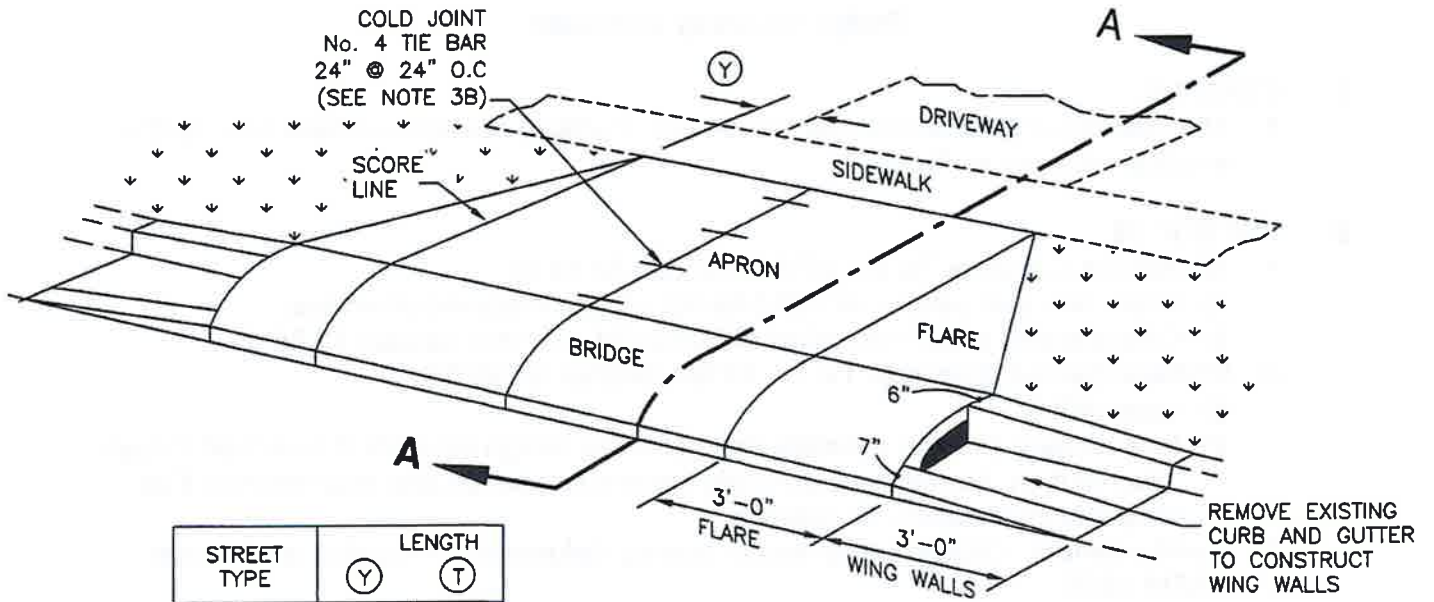 COLD JOINT
No. 4 TIE BAR
24" @ 24" O.C
(SEE NOTE 3B)
Y
A
DRIVEWAY
SIDEWALK
SCORE
LINE
APRON
BRIDGE
FLARE
6"
7"
A
3'-0"
FLARE
3'-0"
WING WALLS
REMOVE EXISTING
CURB AND GUTTER
TO CONSTRUCT
WING WALLS
STREET
TYPE
LENGTH
Y T